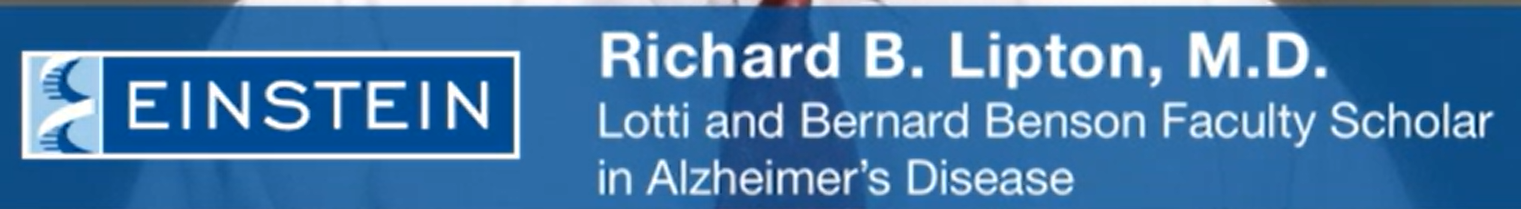 EINSTEIN
Richard B. Lipton, M.D.
Lotti and Bernard Benson Faculty Scholar
in Alzheimer's Disease